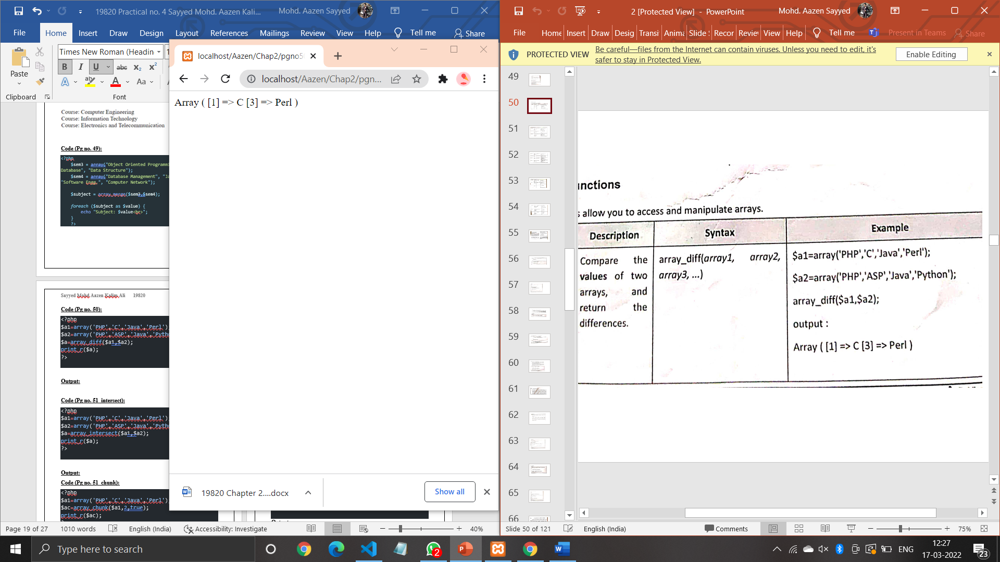 19820 Practical no. 4 Sayyed Mohd. Aazen Kali...
Mohd. Aazen Sayyed
File Home Insert Draw Design Layout References Mailings Review View Help Tell me Share
Times New Roman (Headin
Paste
B I U abc x2 x2
A ab A Aa
Clipboard
Font
Course: Computer Engineering
Course: Information Technology
Course: Electronics and Telecommunication
Code (Pg no. 49):
<?php
$sem3 = array("Object Oriented Programmi
Database", "Data Structure");
$sem4 = array("Database Management", "Ja
"Software Engg.", "Computer Network");
$subject = array_merge($sem3,$sem4);
foreach ($subject as $value) {
echo "Subject: $value<br>";
}
?>
Sayyed Mohd Aazen Kalim Ali 19820
Code (Pg no. 50):
<?php
$a1=array('PHP','C','Java','Perl')
$a2=array('PHP','ASP','Java','Pytho
$a=array_diff($a1,$a2);
print_r($a);
?>
Output:
Code (Pg no. 51 intersect):
<?php
$a1=array('PHP','C','Java','Perl')
$a2=array('PHP','ASP','Java','Pytho
$a=array_intersect($a1,$a2);
print_r($a);
?>
Output:
Code (Pg no. 51 chunk):
<?php
$a1=array('PHP','C','Java','Perl')
$ac=array_chunk($a1,2,true);
print_r($ac);
Page 19 of 27 1010 words English (India) Accessibility: Investigate 40%
localhost/Aazen/Chap2/pgno5
localhost/Aazen/Chap2/pgn...
Array ( [1] => C [3] => Perl )
19820 Chapter 2....docx
Show all
2 [Protected View] - PowerPoint
Mohd. Aazen Sayyed
File Home Insert Draw Desig Transi Anima Slide Recor Review View Help Tell me Present in Teams Share
PROTECTED VIEW Be careful—files from the Internet can contain viruses. Unless you need to edit, it's
safer to stay in Protected View.
Enable Editing
49
50
51
52
53
54
55
56
57
58
59
60
61
62
63
64
65
66
unctions
s allow you to access and manipulate arrays.
Description Syntax Example
Compare the
values of two
arrays, and
return the
differences.
array_diff(array1, array2,
array3, ...)
$a1=array('PHP','C','Java','Perl');
$a2=array('PHP','ASP','Java','Python');
array_diff($a1,$a2);
output :
Array ( [1] => C [3] => Perl )
Slide 50 of 121 English (India) Comments 75%
Type here to search
2
ENG
12:27
17-03-2022
23